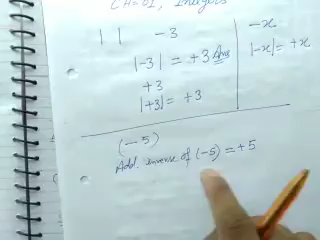 CH=01, Integers
| | -3
|-3| = +3 Ans
+3
|+3| = +3
-x
|-x| = +x
(-5)
Add. inverse of (-5) = +5